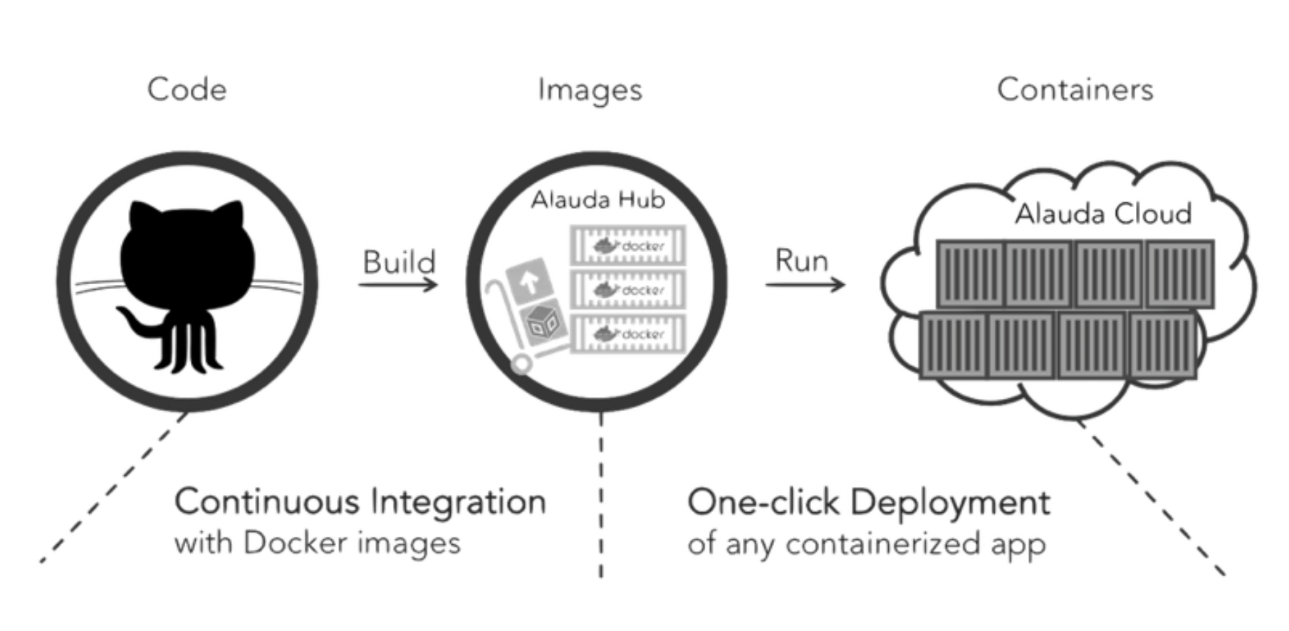 Code
Images
Containers
Alauda Hub
docker
docker
docker
Build
Run
Alauda Cloud
Continuous Integration
with Docker images
One-click Deployment
of any containerized app